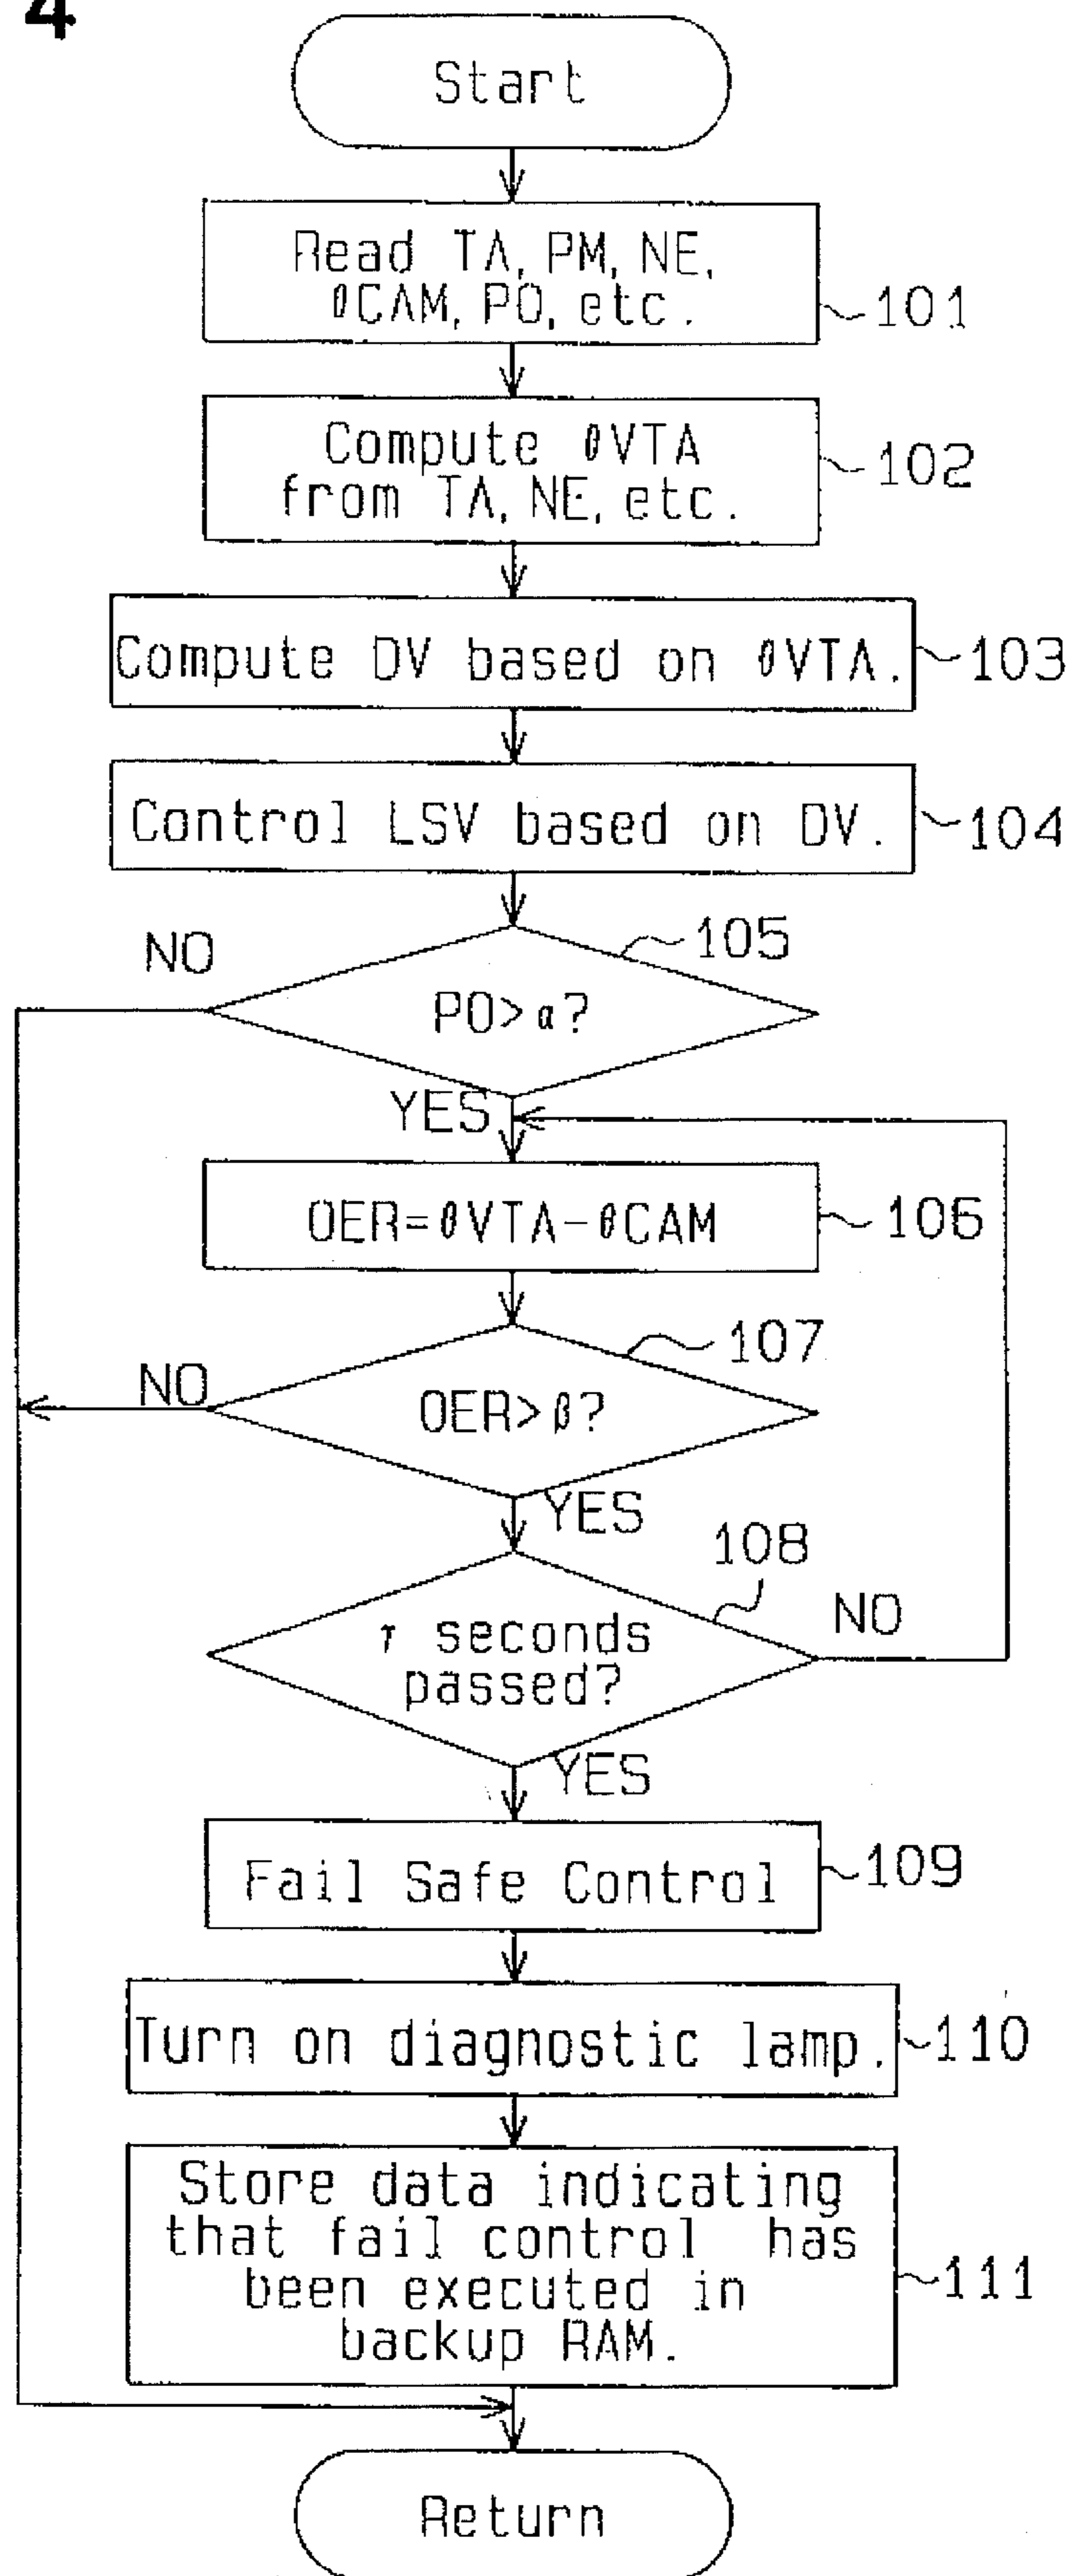 4
Start
Read TA, PM, NE,
θCAM, PO, etc.
101
Compute θVTA
from TA, NE, etc.
102
Compute DV based on θVTA.
103
Control LSV based on DV.
104
NO
105
PO>α?
YES
OER=θVTA-θCAM
106
107
NO
OER>β?
YES
108
NO
γ seconds
passed?
YES
Fail Safe Control
109
Turn on diagnostic lamp.
110
Store data indicating
that fail control has
been executed in
backup RAM.
111
Return